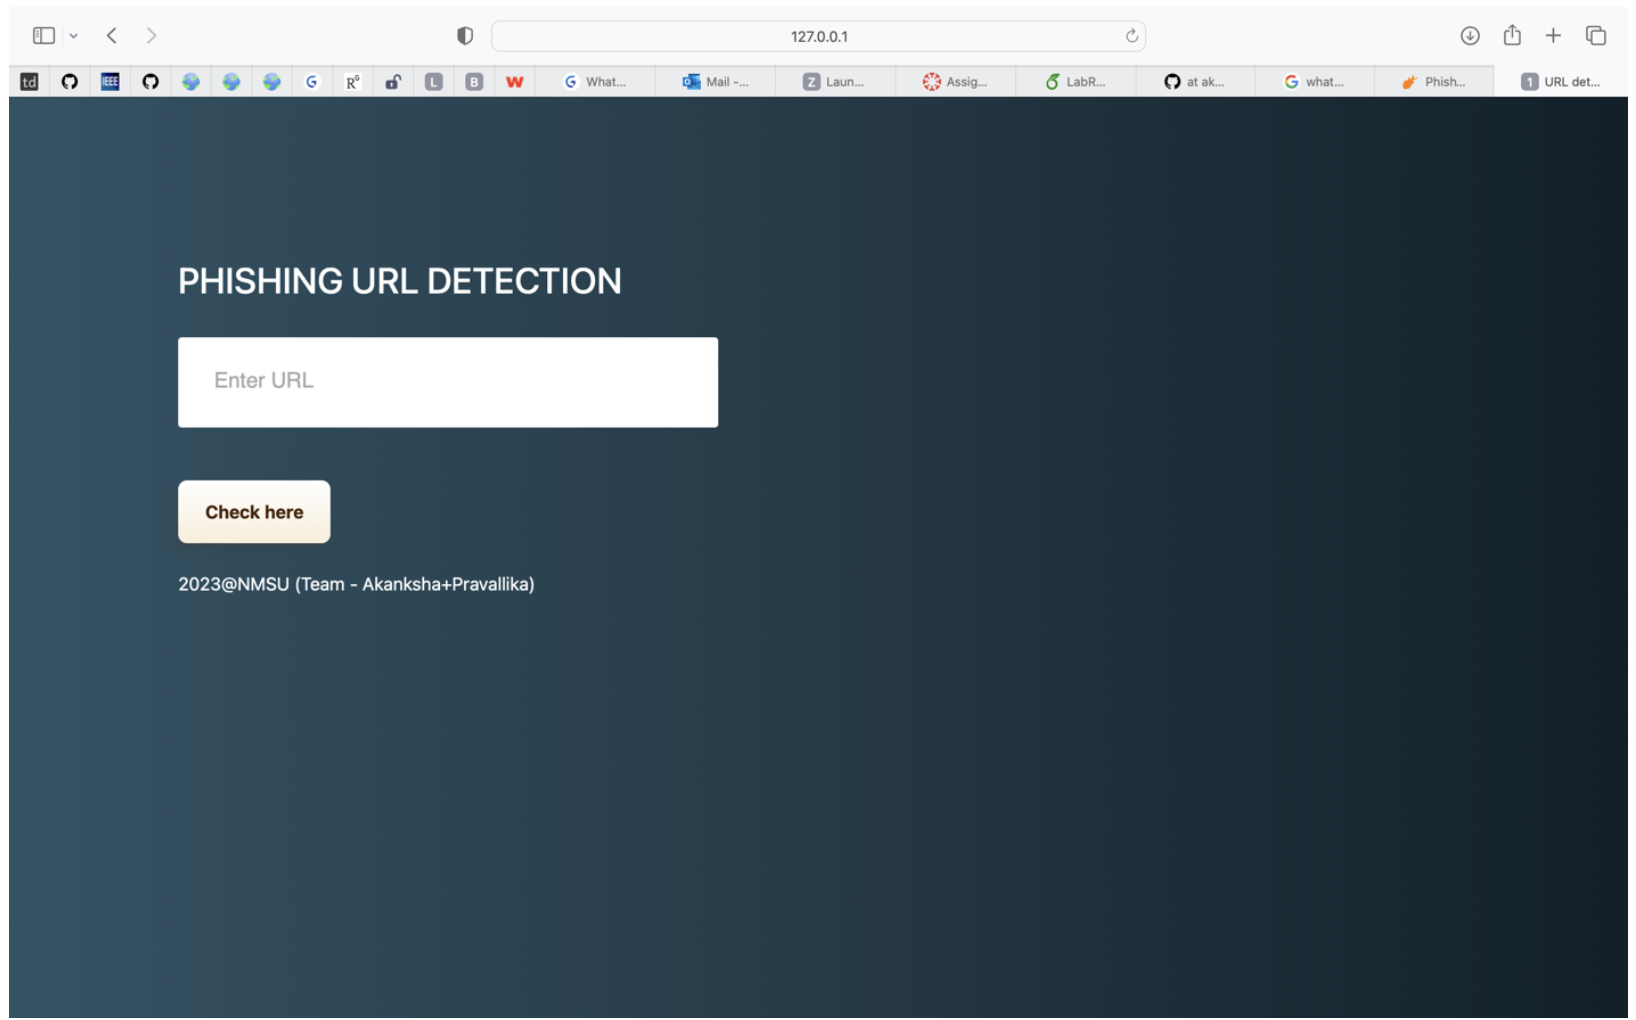 127.0.0.1
td IEEE G R^G L B W G What... Mail -... Z Laun... Assig... LabR... at ak... G what... Phish... 1 URL det...
PHISHING URL DETECTION
Enter URL
Check here
2023@NMSU (Team - Akanksha+Pravallika)